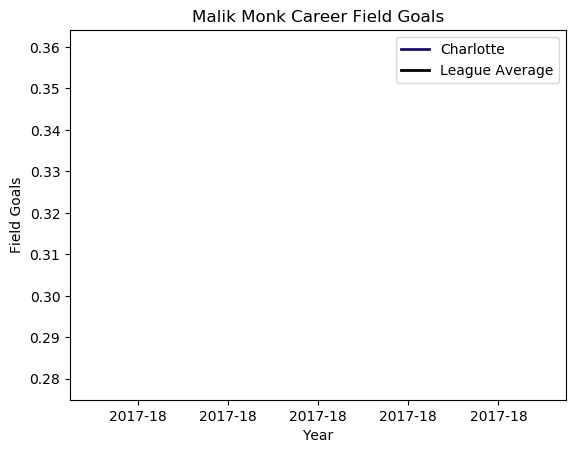 Malik Monk Career Field Goals
Charlotte
League Average
0.36
0.35
0.34
0.33
0.32
0.31
0.30
0.29
0.28
Field Goals
2017-18 2017-18 2017-18 2017-18 2017-18
Year